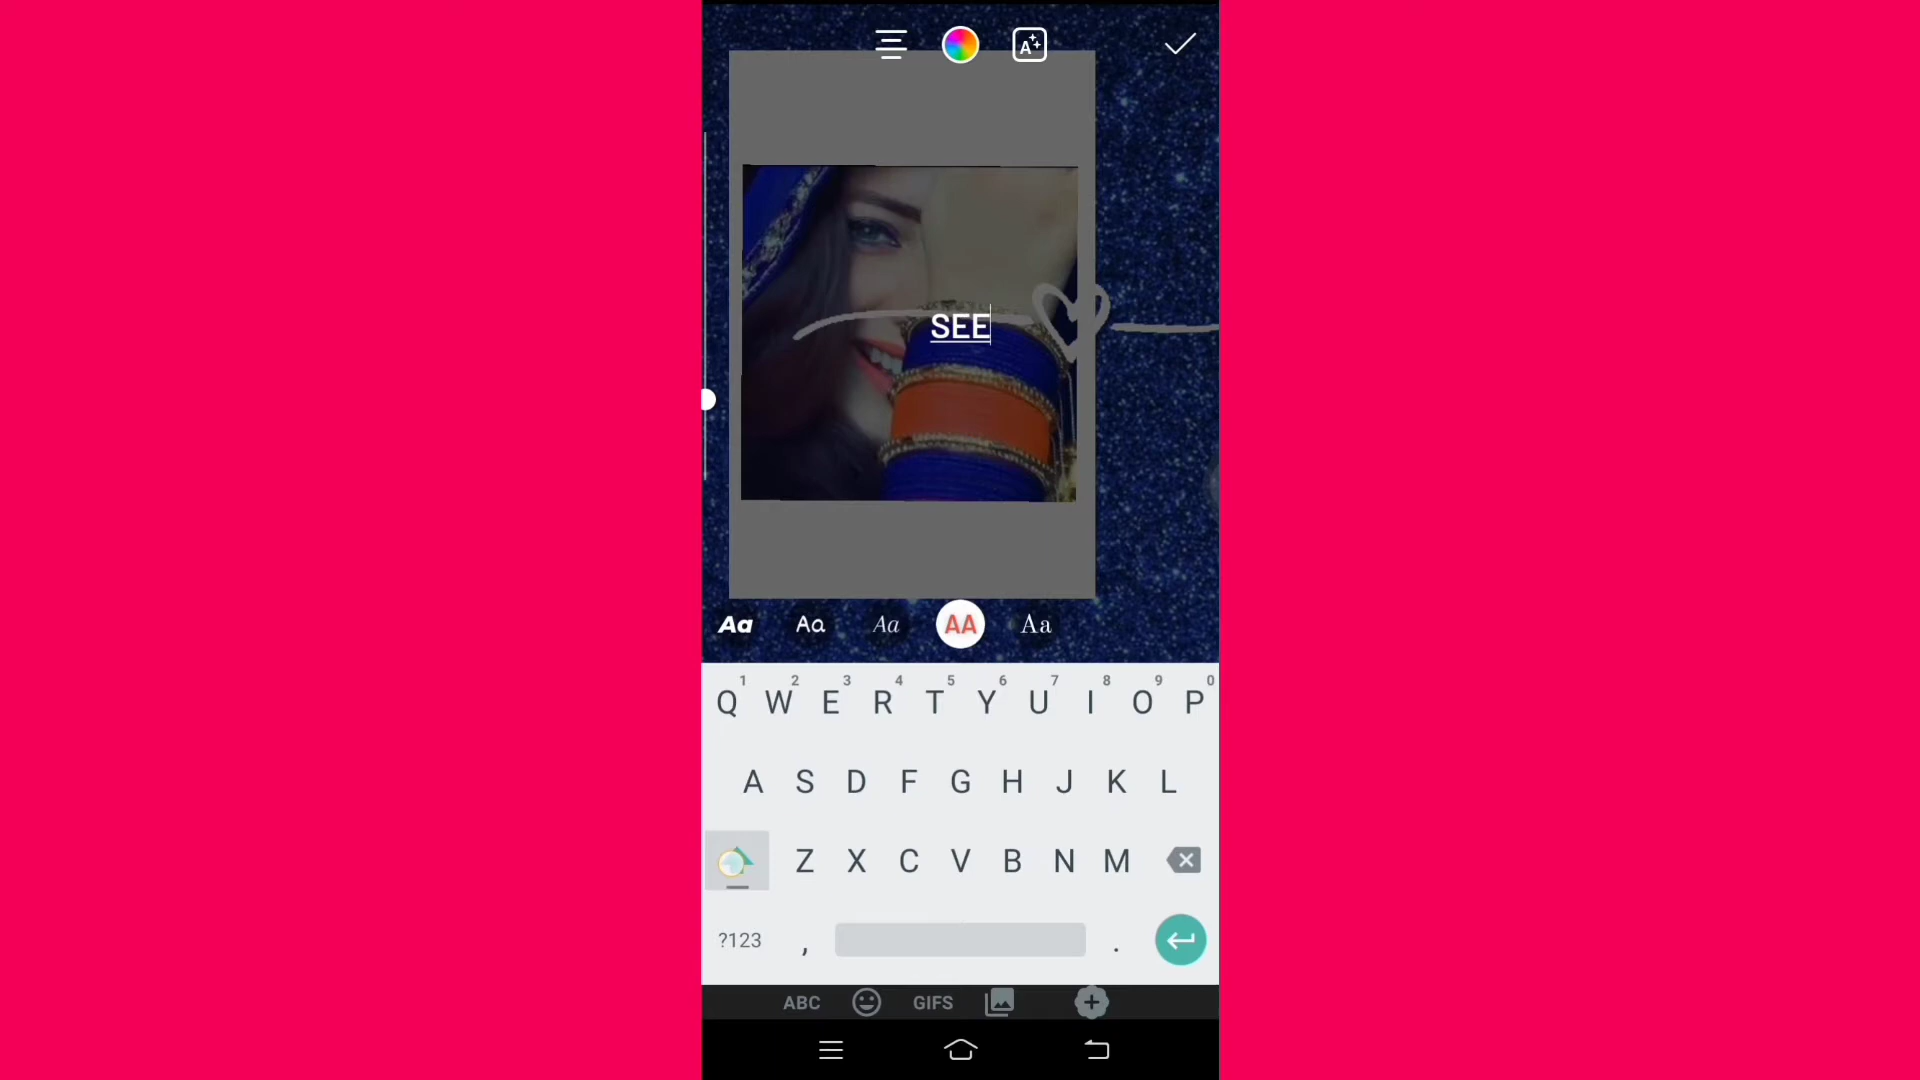 A
SEE
Aa Aa Aa AA Aa
1 2 3 4 5 6 7 8 9 0
Q W E R T Y U I O P
A S D F G H J K L
Z X C V B N M
?123 , .
ABC GIFS